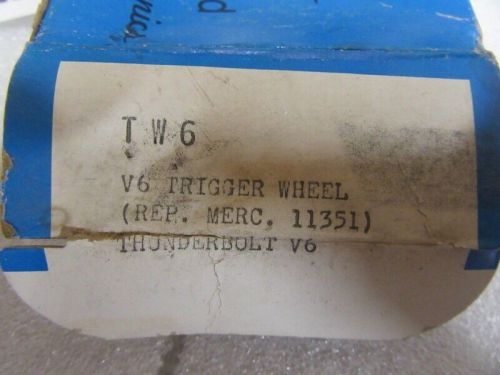 TW6
V6 TRIGGER WHEEL
(REP. MERC. 11351)
THUNDERBOLT V6